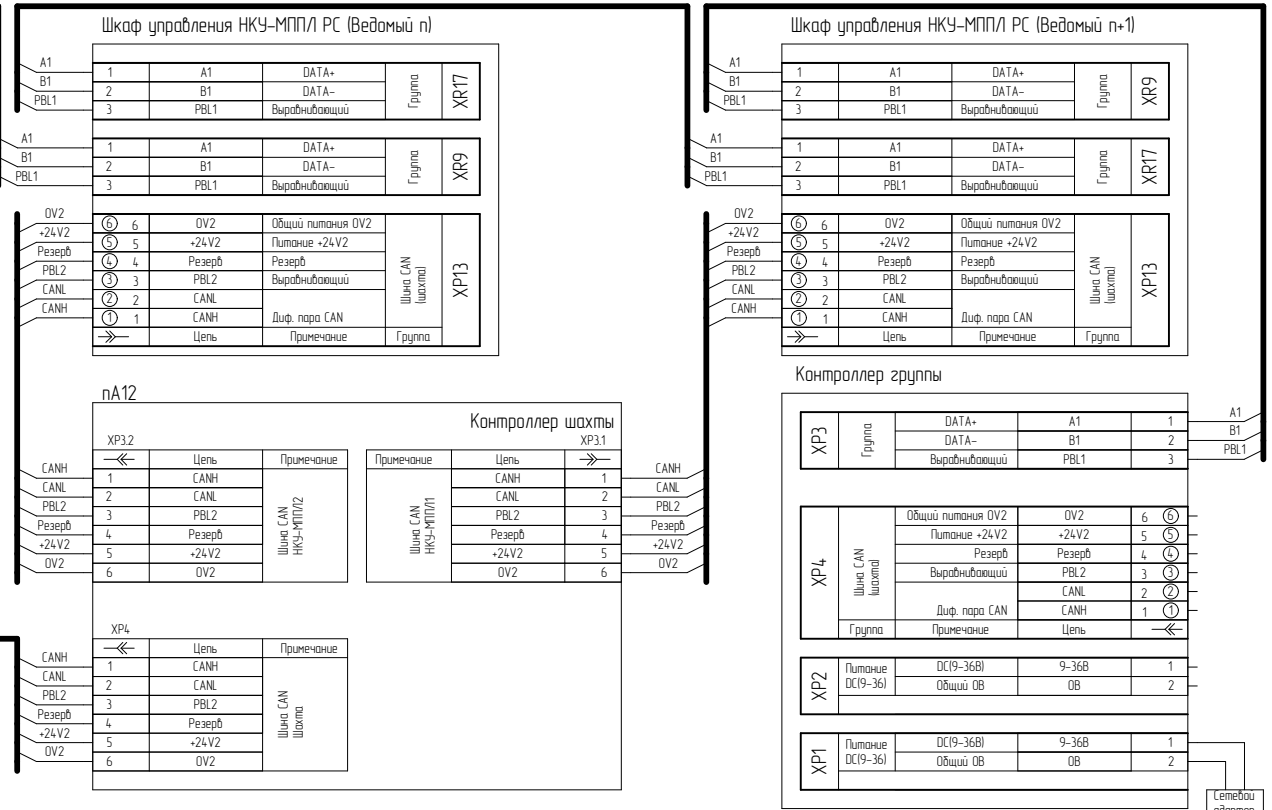 Шкаф управления НКУ-МППЛ РС (Ведомый n)
A1
B1
PBL1
1 A1 DATA+
2 B1 DATA-
3 PBL1 Выравнивающий
Группа
XR17
A1
B1
PBL1
1 A1 DATA+
2 B1 DATA-
3 PBL1 Выравнивающий
Группа
XR9
0V2
+24V2
Резерв
PBL2
CANL
CANH
6 6 0V2 Общий питания 0V2
5 5 +24V2 Питание +24V2
4 4 Резерв Резерв
3 3 PBL2 Выравнивающий
2 2 CANL
1 1 CANH Диф. пара CAN
Цепь Примечание Группа
Шина CAN
(шахта)
XP13
Шкаф управления НКУ-МППЛ РС (Ведомый n+1)
A1
B1
PBL1
1 A1 DATA+
2 B1 DATA-
3 PBL1 Выравнивающий
Группа
XR9
A1
B1
PBL1
1 A1 DATA+
2 B1 DATA-
3 PBL1 Выравнивающий
Группа
XR17
0V2
+24V2
Резерв
PBL2
CANL
CANH
6 6 0V2 Общий питания 0V2
5 5 +24V2 Питание +24V2
4 4 Резерв Резерв
3 3 PBL2 Выравнивающий
2 2 CANL
1 1 CANH Диф. пара CAN
Цепь Примечание Группа
Шина CAN
(шахта)
XP13
nA12
Контроллер шахты
XP3.2
Цепь Примечание
CANH
CANL
PBL2
Резерв
+24V2
0V2
1 CANH
2 CANL
3 PBL2
4 Резерв
5 +24V2
6 0V2
Шина CAN
НКУ-МППЛ2
XP3.1
Примечание Цепь
CANH 1
CANL 2
PBL2 3
Резерв 4
+24V2 5
0V2 6
Шина CAN
НКУ-МППЛ1
CANH
CANL
PBL2
Резерв
+24V2
0V2
XP4
Цепь Примечание
CANH
CANL
PBL2
Резерв
+24V2
0V2
1 CANH
2 CANL
3 PBL2
4 Резерв
5 +24V2
6 0V2
Шина CAN
Шахта
Контроллер группы
XP3
Группа
DATA+ A1 1
DATA- B1 2
Выравнивающий PBL1 3
A1
B1
PBL1
XP4
Шина CAN
(шахта)
Общий питания 0V2 0V2 6 6
Питание +24V2 +24V2 5 5
Резерв Резерв 4 4
Выравнивающий PBL2 3 3
CANL 2 2
Диф. пара CAN CANH 1 1
Группа Примечание Цепь
XP2
Питание
DC(9-36)
DC(9-36В) 9-36В 1
Общий 0В 0В 2
XP1
Питание
DC(9-36)
DC(9-36В) 9-36В 1
Общий 0В 0В 2
Сетевой